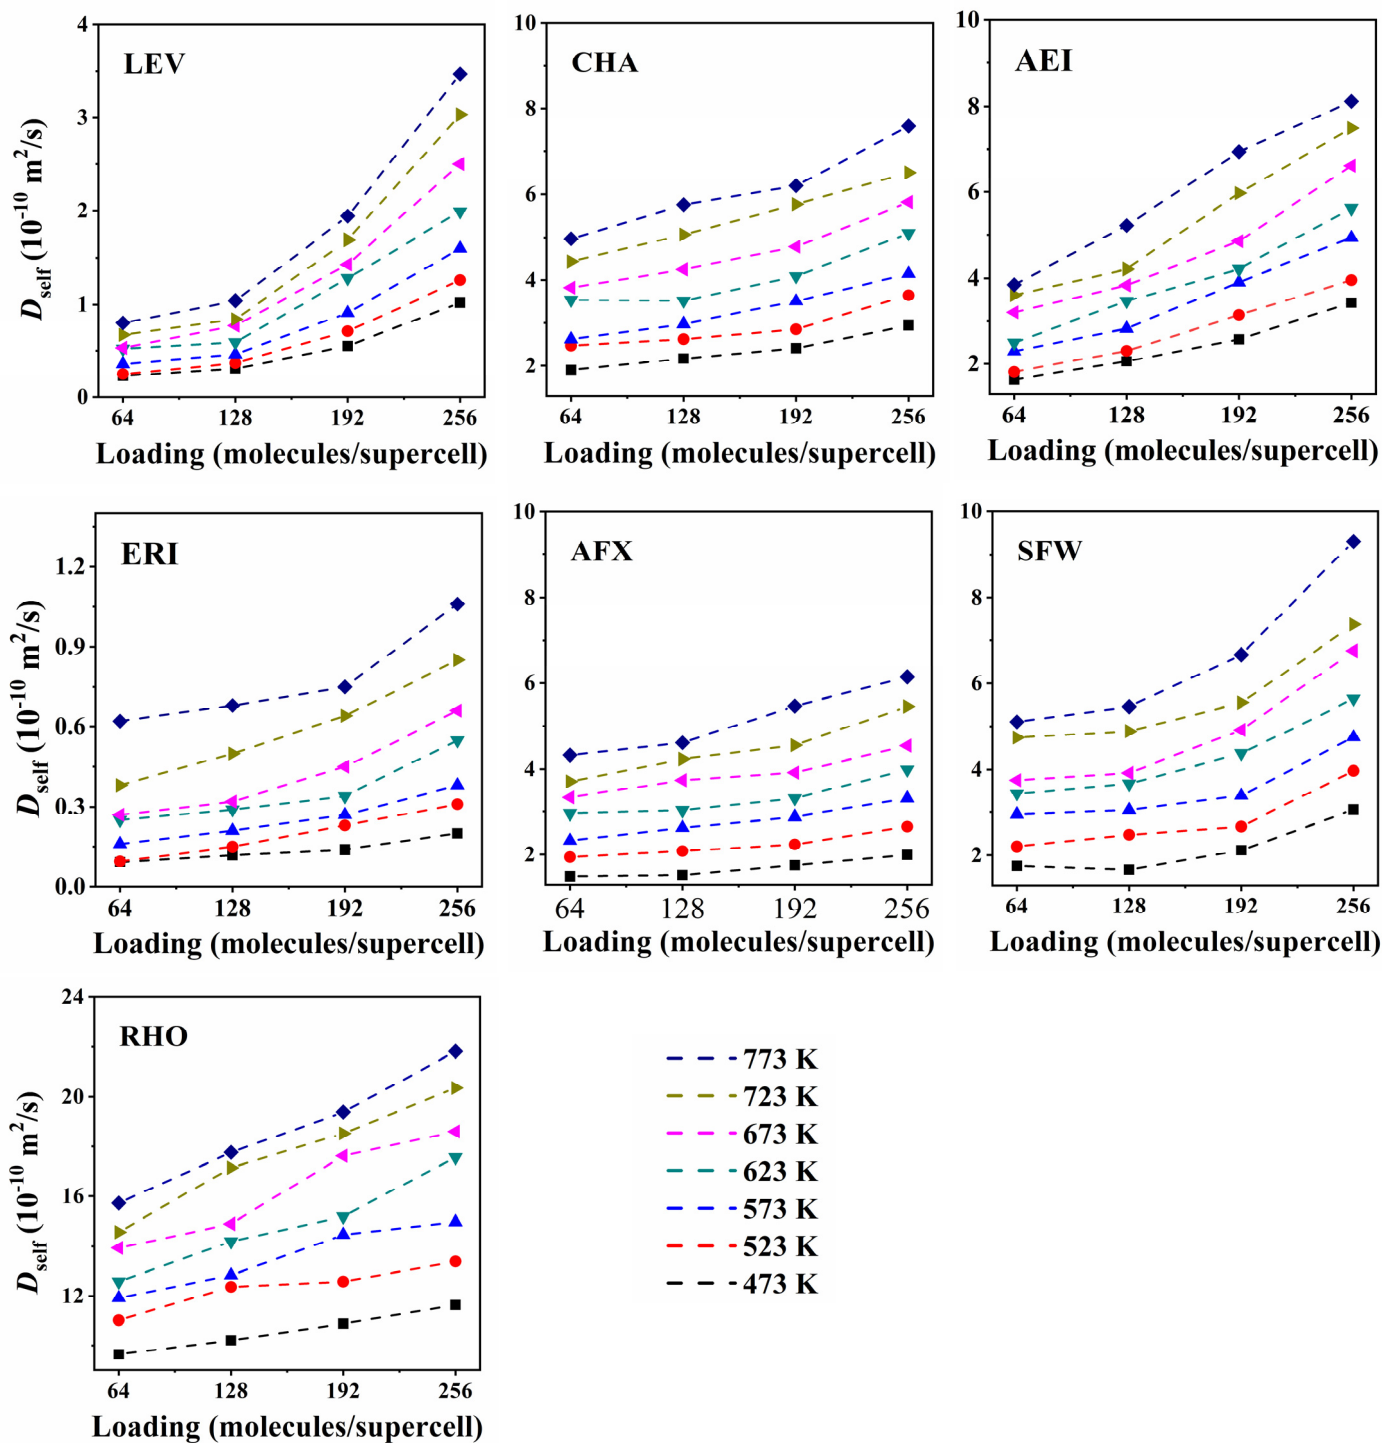 LEV
D_self (10^-10 m^2/s)
4
3
2
1
0
64 128 192 256
Loading (molecules/supercell)
CHA
10
8
6
4
2
64 128 192 256
Loading (molecules/supercell)
AEI
10
8
6
4
2
64 128 192 256
Loading (molecules/supercell)
ERI
D_self (10^-10 m^2/s)
1.2
0.9
0.6
0.3
0.0
64 128 192 256
Loading (molecules/supercell)
AFX
10
8
6
4
2
64 128 192 256
Loading (molecules/supercell)
SFW
10
8
6
4
2
64 128 192 256
Loading (molecules/supercell)
RHO
D_self (10^-10 m^2/s)
24
20
16
12
64 128 192 256
Loading (molecules/supercell)
773 K
723 K
673 K
623 K
573 K
523 K
473 K